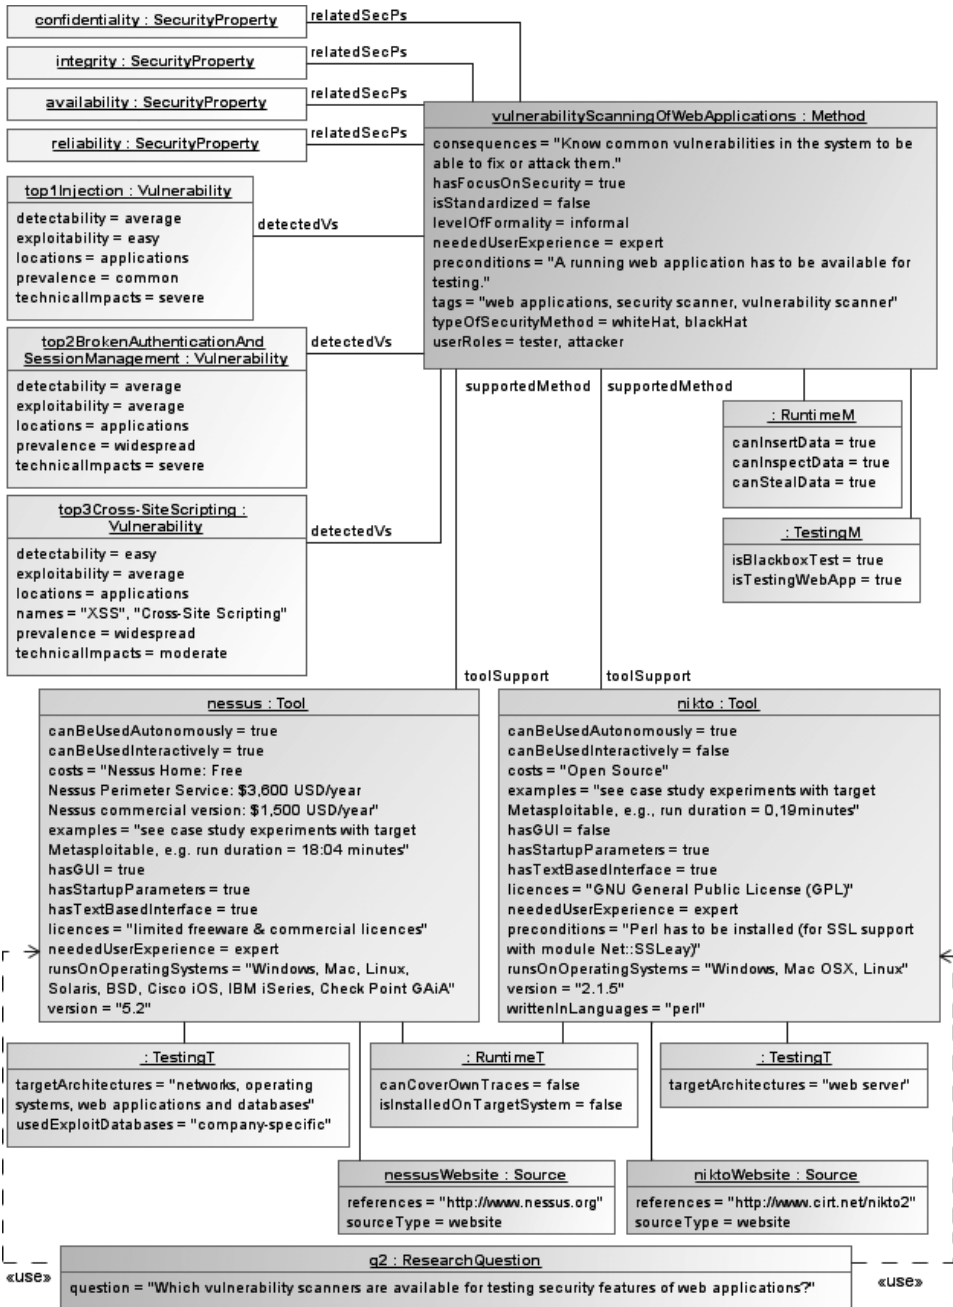 confidentiality : SecurityProperty
relatedSecPs
integrity : SecurityProperty
relatedSecPs
availability : SecurityProperty
relatedSecPs
reliability : SecurityProperty
relatedSecPs
vulnerabilityScanningOfWebApplications : Method
consequences = "Know common vulnerabilities in the system to be
able to fix or attack them."
hasFocusOnSecurity = true
isStandardized = false
levelOfFormality = informal
neededUserExperience = expert
preconditions = "A running web application has to be available for
testing."
tags = "web applications, security scanner, vulnerability scanner"
typeOfSecurityMethod = whiteHat, blackHat
userRoles = tester, attacker
top1Injection : Vulnerability
detectability = average
exploitability = easy
locations = applications
prevalence = common
technicalImpacts = severe
detectedVs
top2BrokenAuthenticationAnd
SessionManagement : Vulnerability
detectability = average
exploitability = average
locations = applications
prevalence = widespread
technicalImpacts = severe
detectedVs
top3Cross-SiteScripting :
Vulnerability
detectability = easy
exploitability = average
locations = applications
names = "XSS", "Cross-Site Scripting"
prevalence = widespread
technicalImpacts = moderate
detectedVs
supportedMethod
supportedMethod
: RuntimeM
canInsertData = true
canInspectData = true
canStealData = true
: TestingM
isBlackboxTest = true
isTestingWebApp = true
toolSupport
toolSupport
nessus : Tool
canBeUsedAutonomously = true
canBeUsedInteractively = true
costs = "Nessus Home: Free
Nessus Perimeter Service: $3,600 USD/year
Nessus commercial version: $1,500 USD/year"
examples = "see case study experiments with target
Metasploitable, e.g. run duration = 18:04 minutes"
hasGUI = true
hasStartupParameters = true
hasTextBasedInterface = true
licences = "limited freeware & commercial licences"
neededUserExperience = expert
runsOnOperatingSystems = "Windows, Mac, Linux,
Solaris, BSD, Cisco iOS, IBM iSeries, Check Point GAiA"
version = "5.2"
nikto : Tool
canBeUsedAutonomously = true
canBeUsedInteractively = false
costs = "Open Source"
examples = "see case study experiments with target
Metasploitable, e.g., run duration = 0,19minutes"
hasGUI = false
hasStartupParameters = true
hasTextBasedInterface = true
licences = "GNU General Public License (GPL)"
neededUserExperience = expert
preconditions = "Perl has to be installed (for SSL support
with module Net::SSLeay)"
runsOnOperatingSystems = "Windows, Mac OSX, Linux"
version = "2.1.5"
writtenInLanguages = "perl"
: TestingT
targetArchitectures = "networks, operating
systems, web applications and databases"
usedExploitDatabases = "company-specific"
: RuntimeT
canCoverOwnTraces = false
isInstalledOnTargetSystem = false
: TestingT
targetArchitectures = "web server"
nessusWebsite : Source
references = "http://www.nessus.org"
sourceType = website
niktoWebsite : Source
references = "http://www.cirt.net/nikto2"
sourceType = website
«use»
q2 : ResearchQuestion
question = "Which vulnerability scanners are available for testing security features of web applications?"
«use»